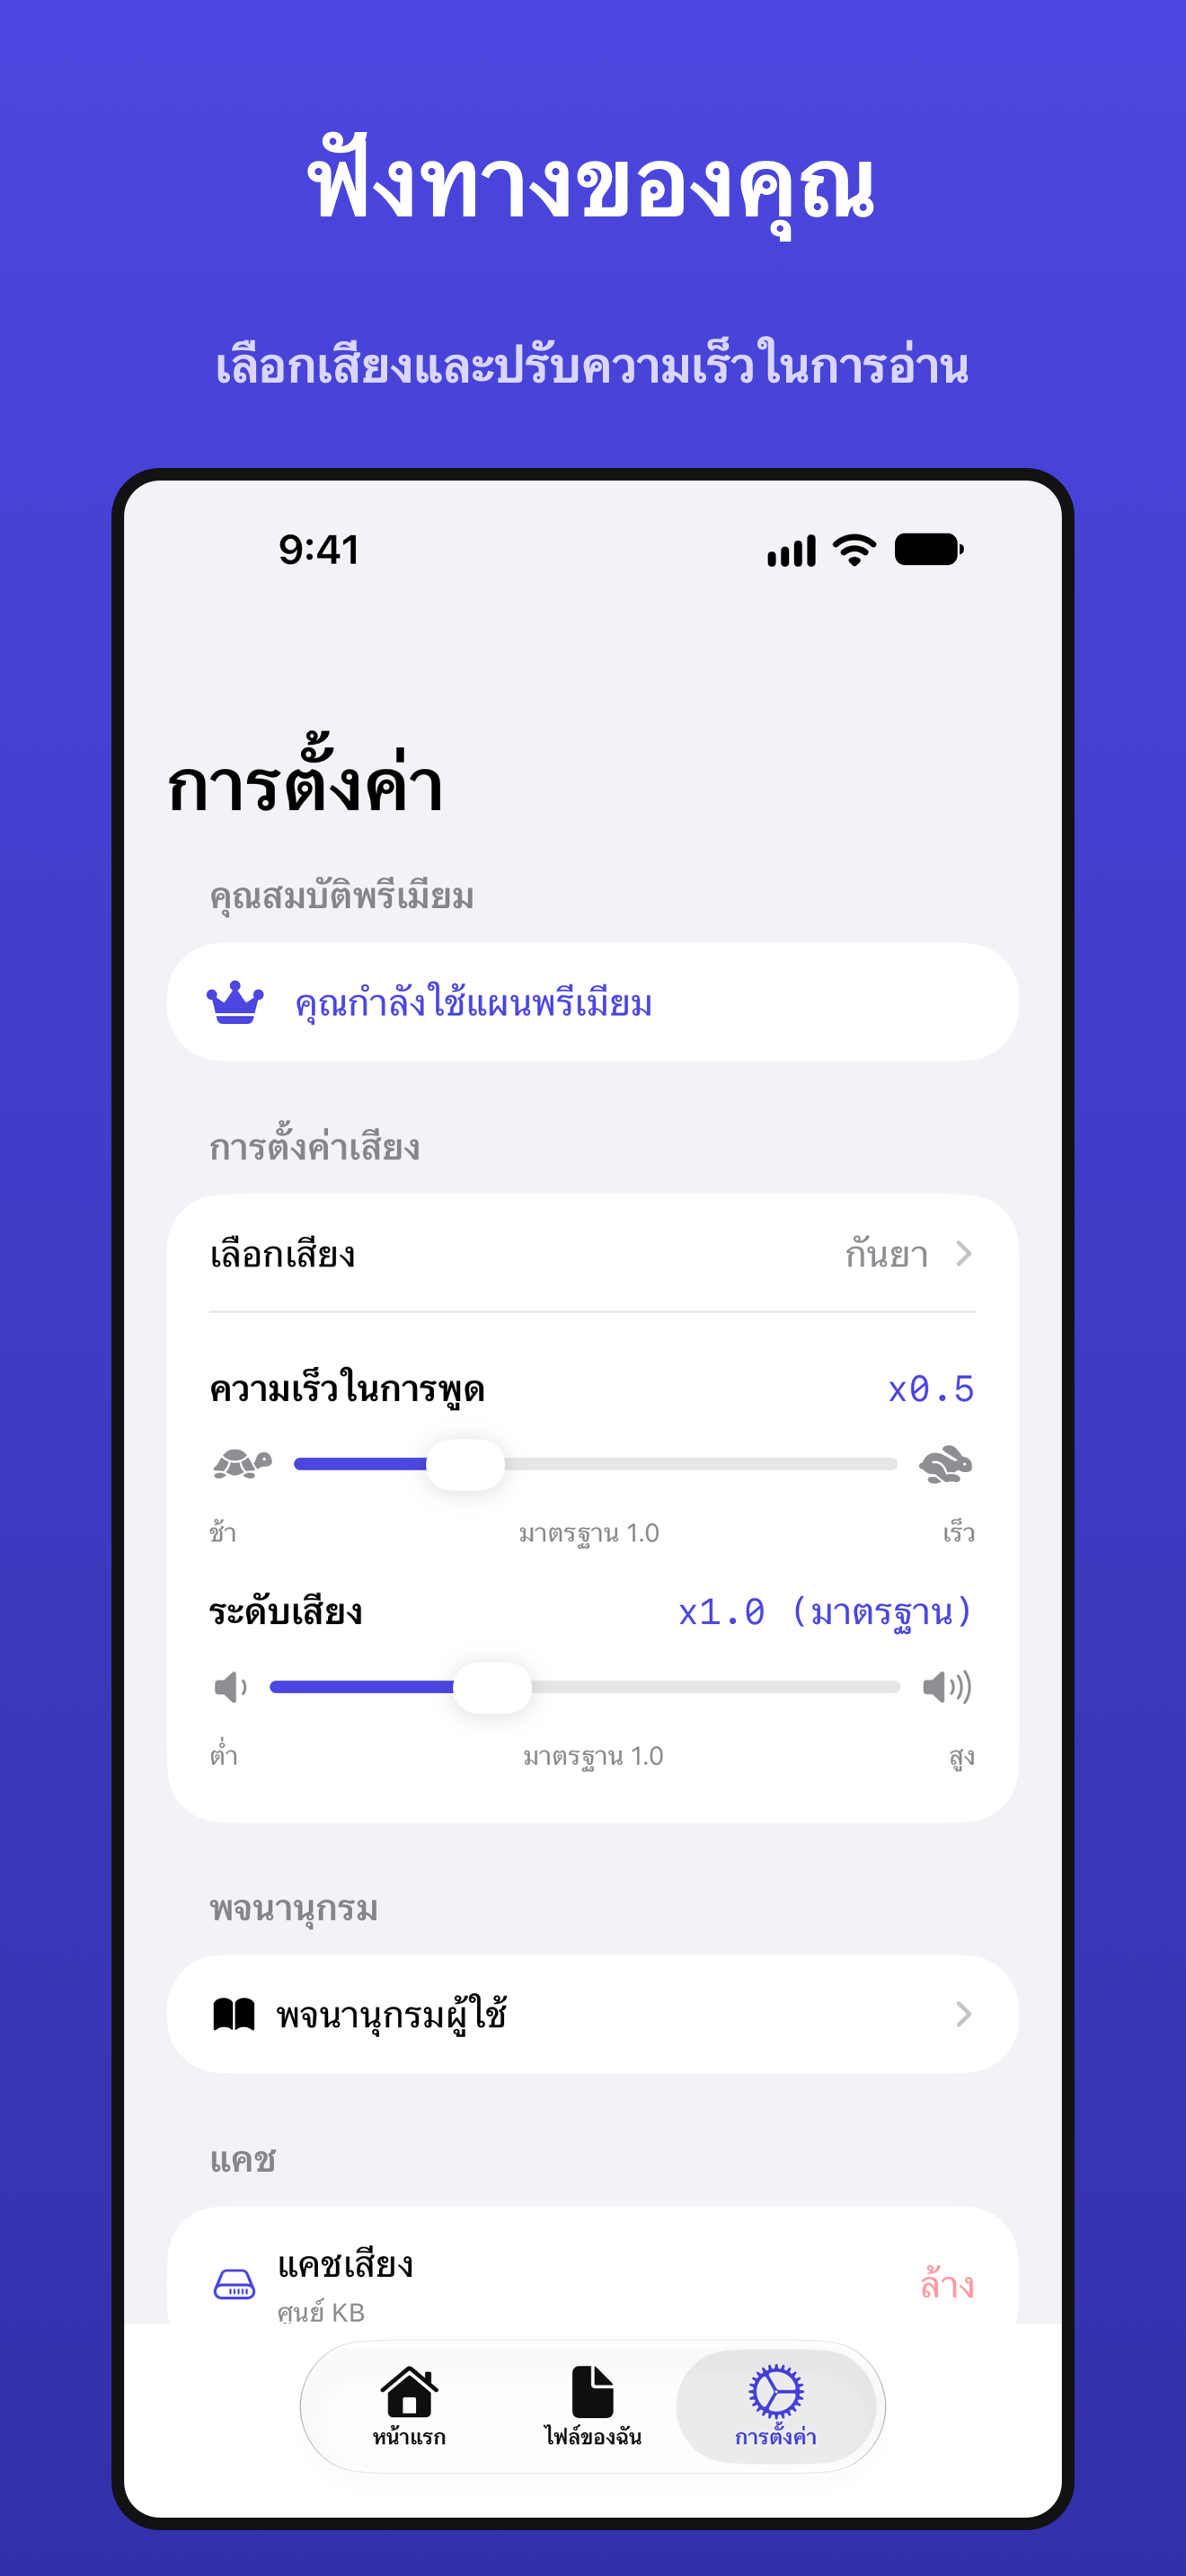 ฟังทางของคุณ
เลือกเสียงและปรับความเร็วในการอ่าน
9:41
การตั้งค่า
คุณสมบัติพรีเมียม
คุณกำลังใช้แผนพรีเมียม
การตั้งค่าเสียง
เลือกเสียง กันยา
ความเร็วในการพูด x0.5
ช้า มาตรฐาน 1.0 เร็ว
ระดับเสียง x1.0 (มาตรฐาน)
ต่ำ มาตรฐาน 1.0 สูง
พจนานุกรม
พจนานุกรมผู้ใช้
แคช
แคชเสียง ล้าง
ศูนย์ KB
หน้าแรก ไฟล์ของฉัน การตั้งค่า